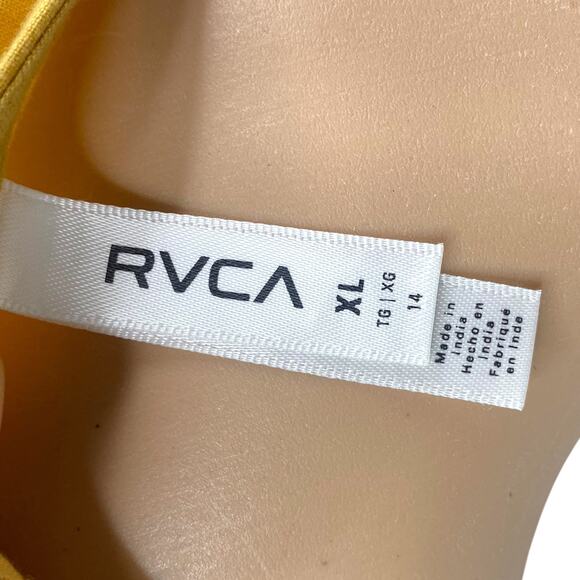 RVCA
XL
TG | XG
14
Made in
India
Hecho en
India
Fabriqué
en Inde